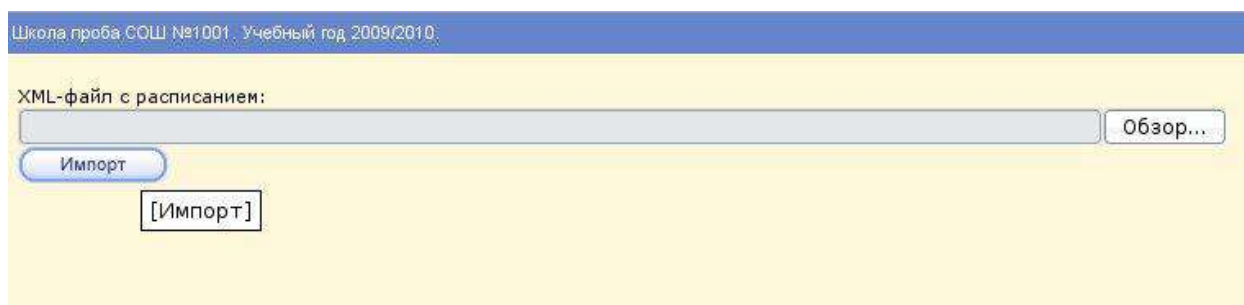 Школа проба СОШ №1001. Учебный год 2009/2010.
XML-файл с расписанием:
Обзор...
Импорт
[Импорт]